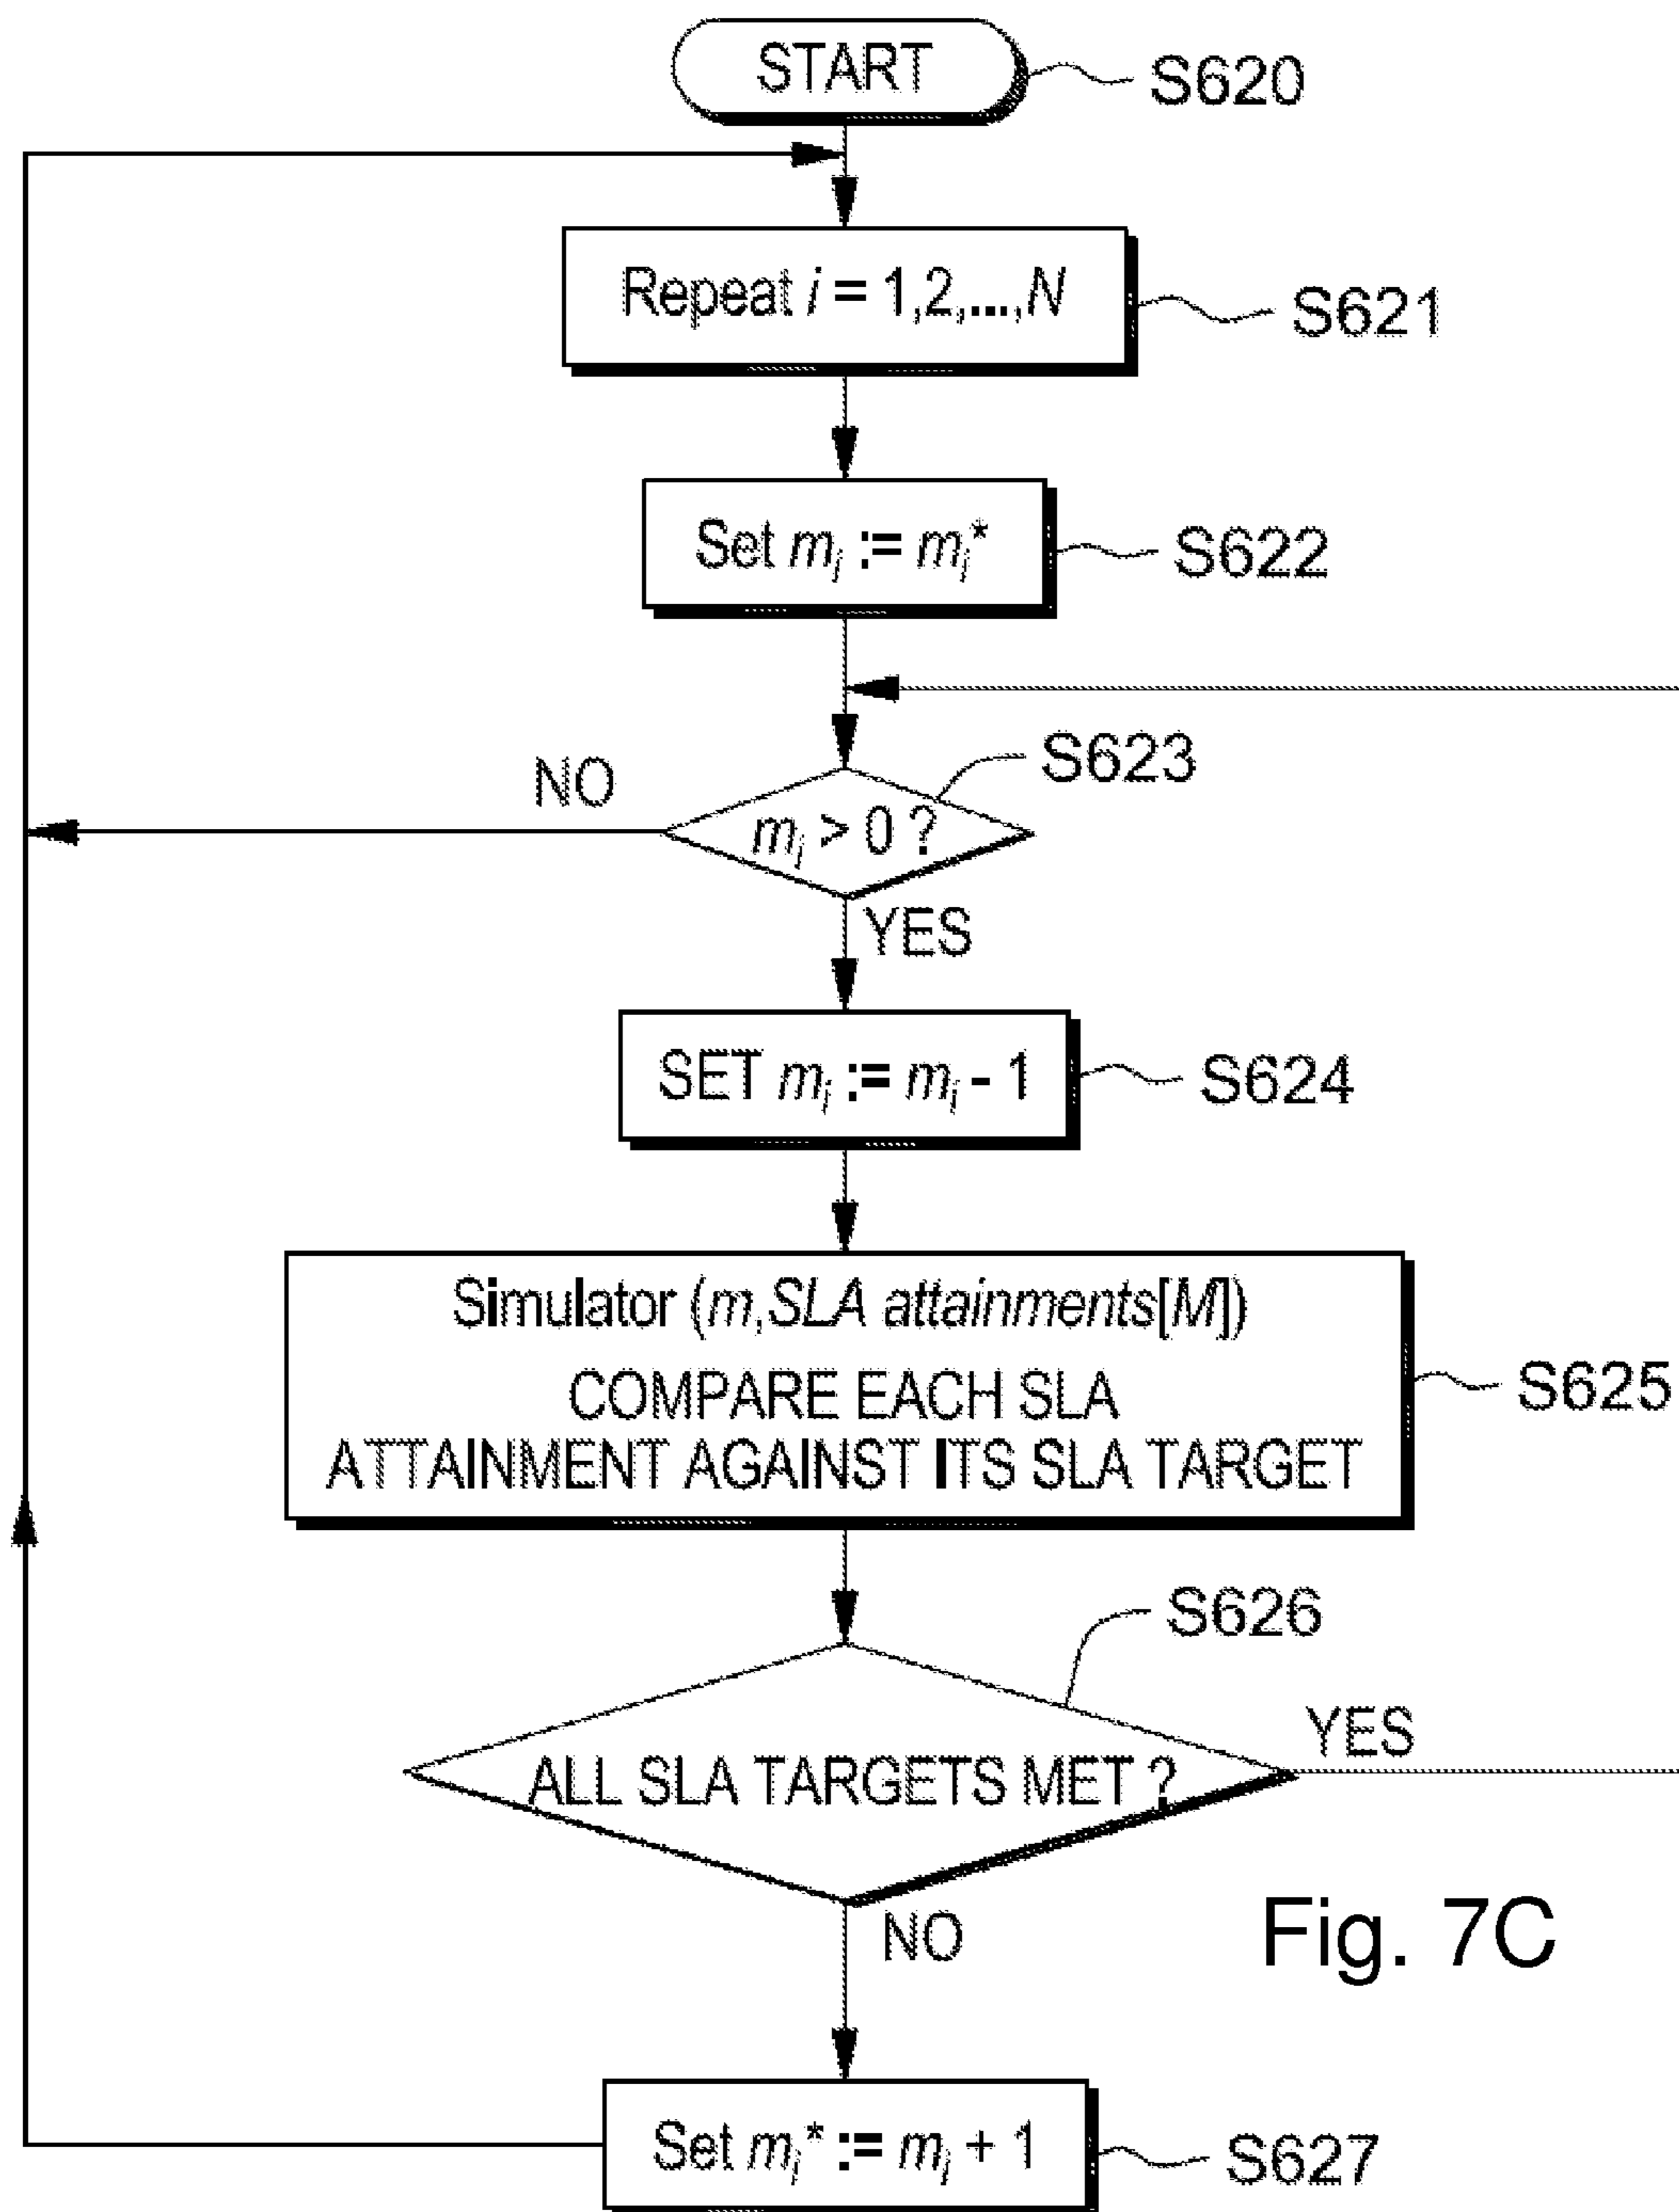 START
S620
Repeat i = 1,2,...,N
S621
Set mi := mi*
S622
S623
NO
mi > 0 ?
YES
SET mi := mi - 1
S624
Simulator (m,SLA attainments[M])
COMPARE EACH SLA
ATTAINMENT AGAINST ITS SLA TARGET
S625
S626
YES
ALL SLA TARGETS MET ?
NO
Fig. 7C
Set mi* := mi + 1
S627